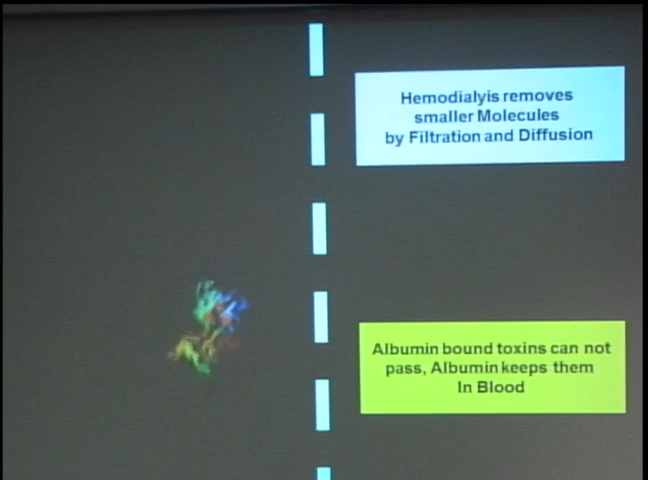 Hemodialyis removes
smaller Molecules
by Filtration and Diffusion
Albumin bound toxins can not
pass, Albumin keeps them
In Blood